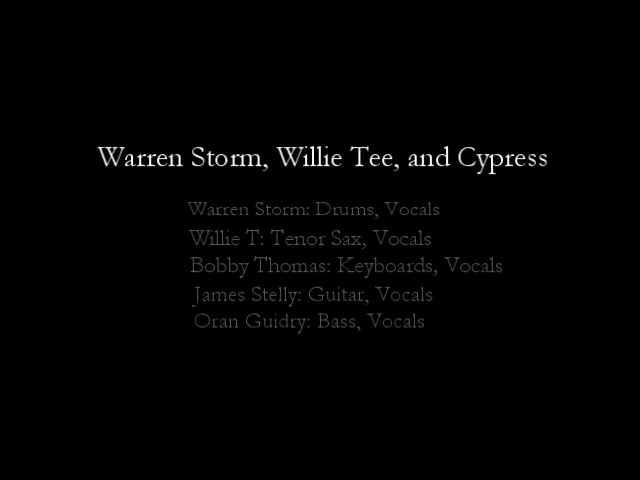 Warren Storm, Willie Tee, and Cypress
Warren Storm: Drums, Vocals
Willie T: Tenor Sax, Vocals
Bobby Thomas: Keyboards, Vocals
James Stelly: Guitar, Vocals
Oran Guidry: Bass, Vocals